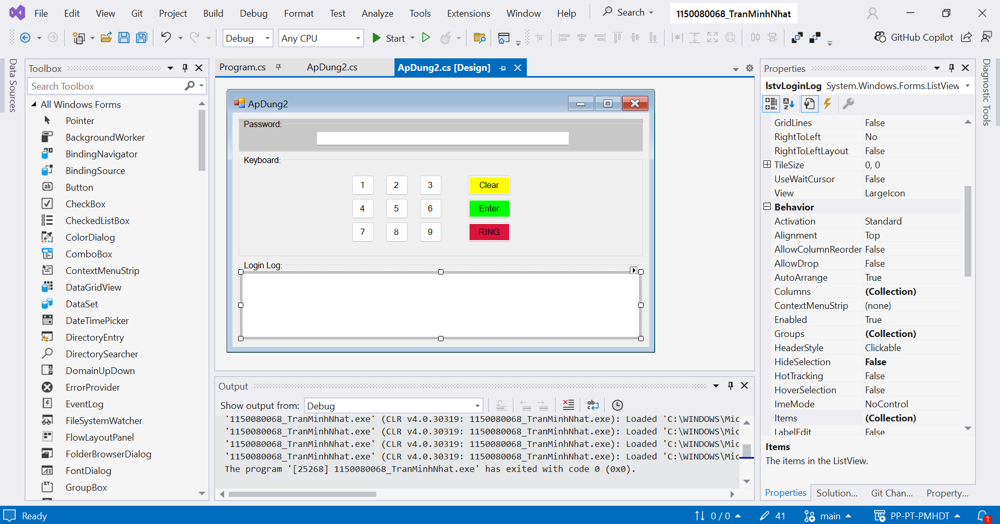 File Edit View Git Project Build Debug Format Test Analyze Tools Extensions Window Help Search 1150080068_TranMinhNhat
Debug Any CPU Start GitHub Copilot
Data Sources
Toolbox
Search Toolbox
All Windows Forms
Pointer
BackgroundWorker
BindingNavigator
BindingSource
Button
CheckBox
CheckedListBox
ColorDialog
ComboBox
ContextMenuStrip
DataGridView
DataSet
DateTimePicker
DirectoryEntry
DirectorySearcher
DomainUpDown
ErrorProvider
EventLog
FileSystemWatcher
FlowLayoutPanel
FolderBrowserDialog
FontDialog
GroupBox
Program.cs ApDung2.cs ApDung2.cs [Design]
ApDung2
Password:
Keyboard:
1 2 3 Clear
4 5 6 Enter
7 8 9 RING
Login Log:
Output
Show output from: Debug
'1150080068_TranMinhNhat.exe' (CLR v4.0.30319: 1150080068_TranMinhNhat.exe): Loaded 'C:\WINDOWS\Mic
'1150080068_TranMinhNhat.exe' (CLR v4.0.30319: 1150080068_TranMinhNhat.exe): Loaded 'C:\WINDOWS\Mic
'1150080068_TranMinhNhat.exe' (CLR v4.0.30319: 1150080068_TranMinhNhat.exe): Loaded 'C:\WINDOWS\Mic
'1150080068_TranMinhNhat.exe' (CLR v4.0.30319: 1150080068_TranMinhNhat.exe): Loaded 'C:\WINDOWS\Mic
The program '[25268] 1150080068_TranMinhNhat.exe' has exited with code 0 (0x0).
Properties
lstvLoginLog System.Windows.Forms.ListView
GridLines False
RightToLeft No
RightToLeftLayout False
TileSize 0, 0
UseWaitCursor False
View LargeIcon
Behavior
Activation Standard
Alignment Top
AllowColumnReorder False
AllowDrop False
AutoArrange True
Columns (Collection)
ContextMenuStrip (none)
Enabled True
Groups (Collection)
HeaderStyle Clickable
HideSelection False
HotTracking False
HoverSelection False
ImeMode NoControl
Items (Collection)
LabelEdit False
Items
The items in the ListView.
Properties Solution... Git Chan... Property...
Diagnostic Tools
Ready 0 / 0 41 main PP-PT-PMHDT 1